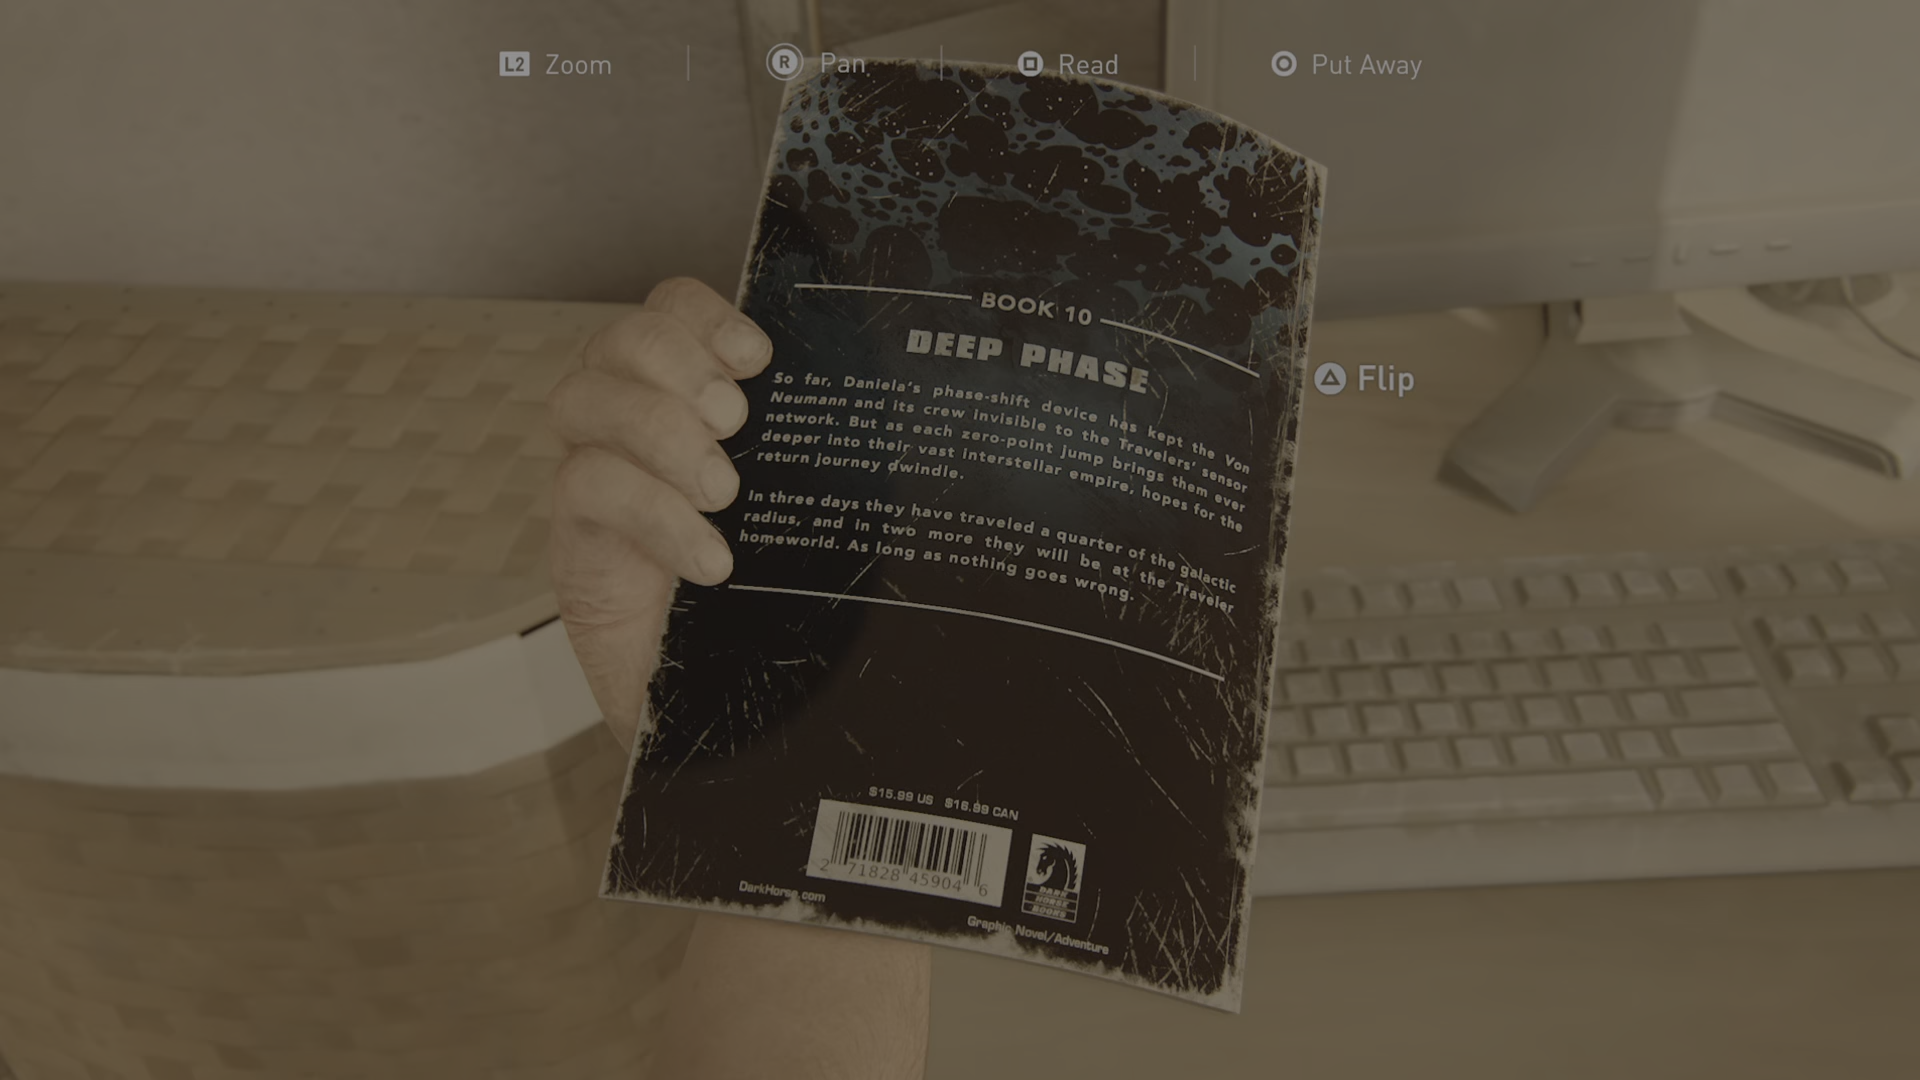 L2 Zoom
R Pan
Read
Put Away
BOOK 10
DEEP PHASE
Flip
So far, Daniela's phase-shift device has kept the Von
Neumann and its crew invisible to the Travelers' sensor
network. But as each zero-point jump brings them ever
deeper into their vast interstellar empire, hopes for the
return journey dwindle.
In three days they have traveled a quarter of the galactic
radius, and in two more they will be at the Traveler
homeworld. As long as nothing goes wrong.
$15.99 US $16.99 CAN
2 71828 45904 6
DARK
HORSE
BOOKS
DarkHorse.com
Graphic Novel/Adventure